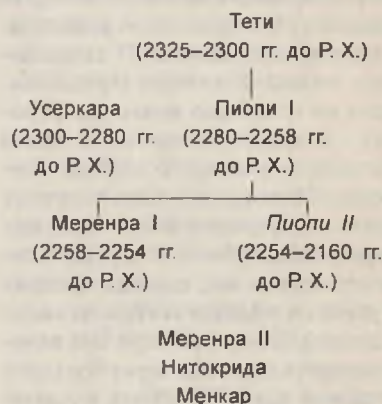 Тети
(2325–2300 гг. до Р. Х.)
Усеркара
(2300–2280 гг.
до Р. Х.)
Пиопи I
(2280–2258 гг.
до Р. Х.)
Меренра I
(2258–2254 гг.
до Р. Х.)
Пиопи II
(2254–2160 гг.
до Р. Х.)
Меренра II
Нитокрида
Менкар